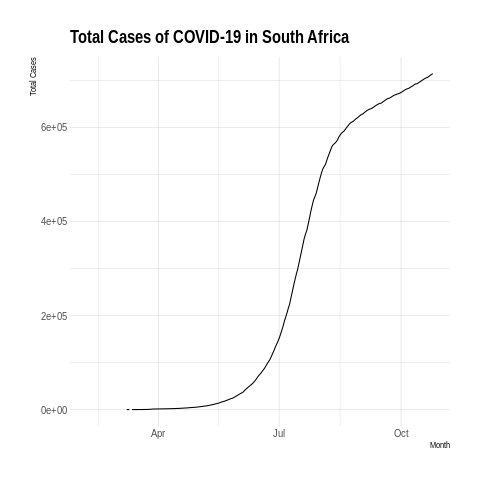 Total Cases of COVID-19 in South Africa
Total Cases
6e+05
4e+05
2e+05
0e+00
Apr
Jul
Oct
Month